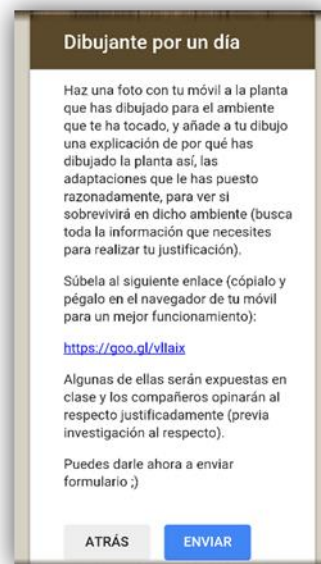 Dibujante por un día
Haz una foto con tu móvil a la planta
que has dibujado para el ambiente
que te ha tocado, y añade a tu dibujo
una explicación de por qué has
dibujado la planta así, las
adaptaciones que le has puesto
razonadamente, para ver si
sobrevivirá en dicho ambiente (busca
toda la información que necesites
para realizar tu justificación).
Súbela al siguiente enlace (cópialo y
pégalo en el navegador de tu móvil
para un mejor funcionamiento):
https://goo.gl/vllaix
Algunas de ellas serán expuestas en
clase y los compañeros opinarán al
respecto justificadamente (previa
investigación al respecto).
Puedes darle ahora a enviar
formulario ;)
ATRÁS ENVIAR